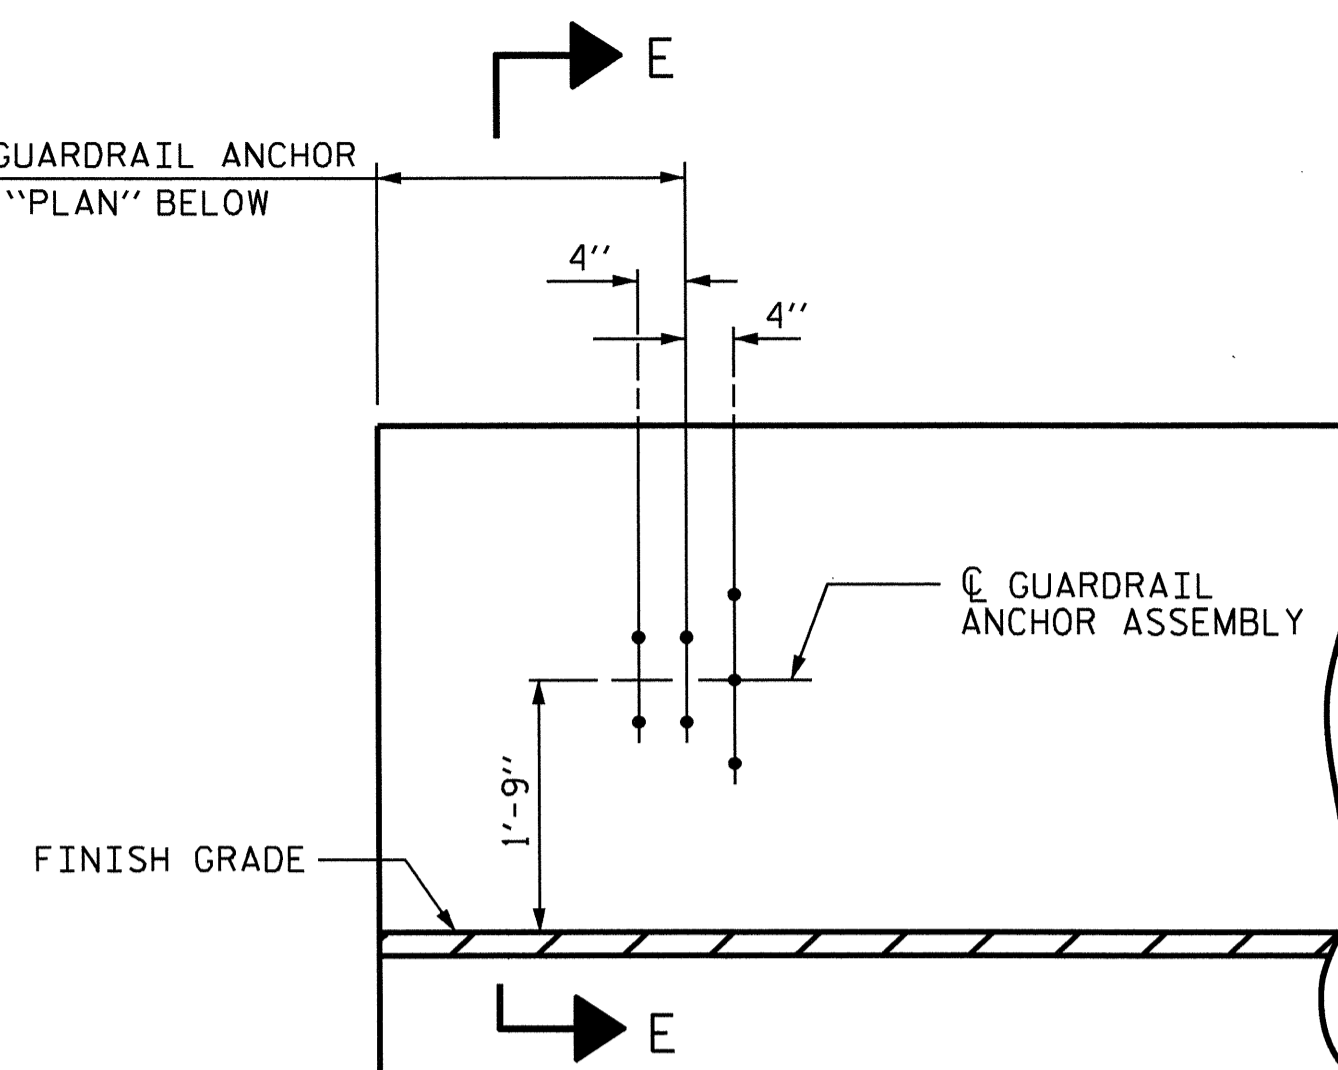 E
GUARDRAIL ANCHOR
"PLAN" BELOW
4"
4"
℄ GUARDRAIL
ANCHOR ASSEMBLY
1'-9"
FINISH GRADE
E